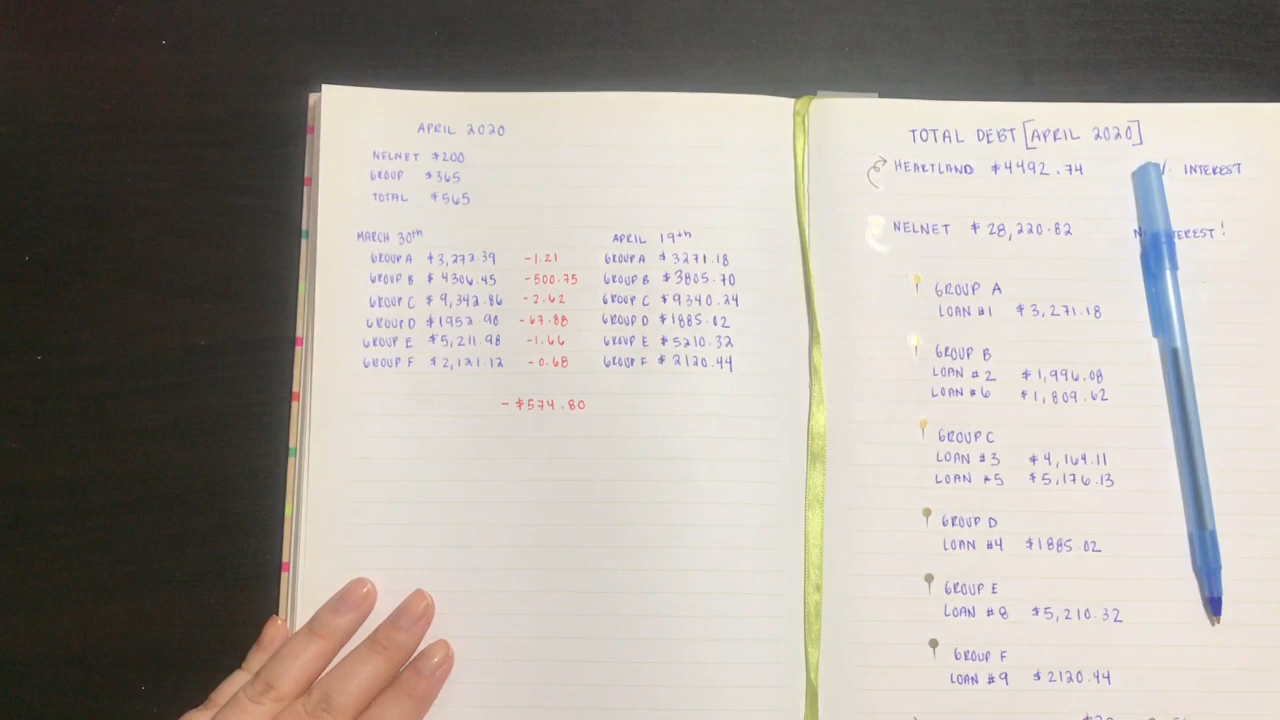 APRIL 2020
NELNET $200
GROUP $365
TOTAL $565
MARCH 30th APRIL 19th
GROUP A $3,272.39 -1.21 GROUP A $3271.18
GROUP B $4306.45 -500.75 GROUP B $3805.70
GROUP C $9,342.86 -2.62 GROUP C $9340.24
GROUP D $1952.90 -67.88 GROUP D $1885.02
GROUP E $5,211.98 -1.66 GROUP E $5210.32
GROUP F $2,121.12 -0.68 GROUP F $2120.44
- $574.80
TOTAL DEBT [APRIL 2020]
HEARTLAND $4492.74 INTEREST
NELNET $28,220.82
GROUP A
LOAN #1 $3,271.18
GROUP B
LOAN #2 $1,996.08
LOAN #6 $1,809.62
GROUP C
LOAN #3 $4,164.11
LOAN #5 $5,176.13
GROUP D
LOAN #4 $1885.02
GROUP E
LOAN #8 $5,210.32
GROUP F
LOAN #9 $2120.44